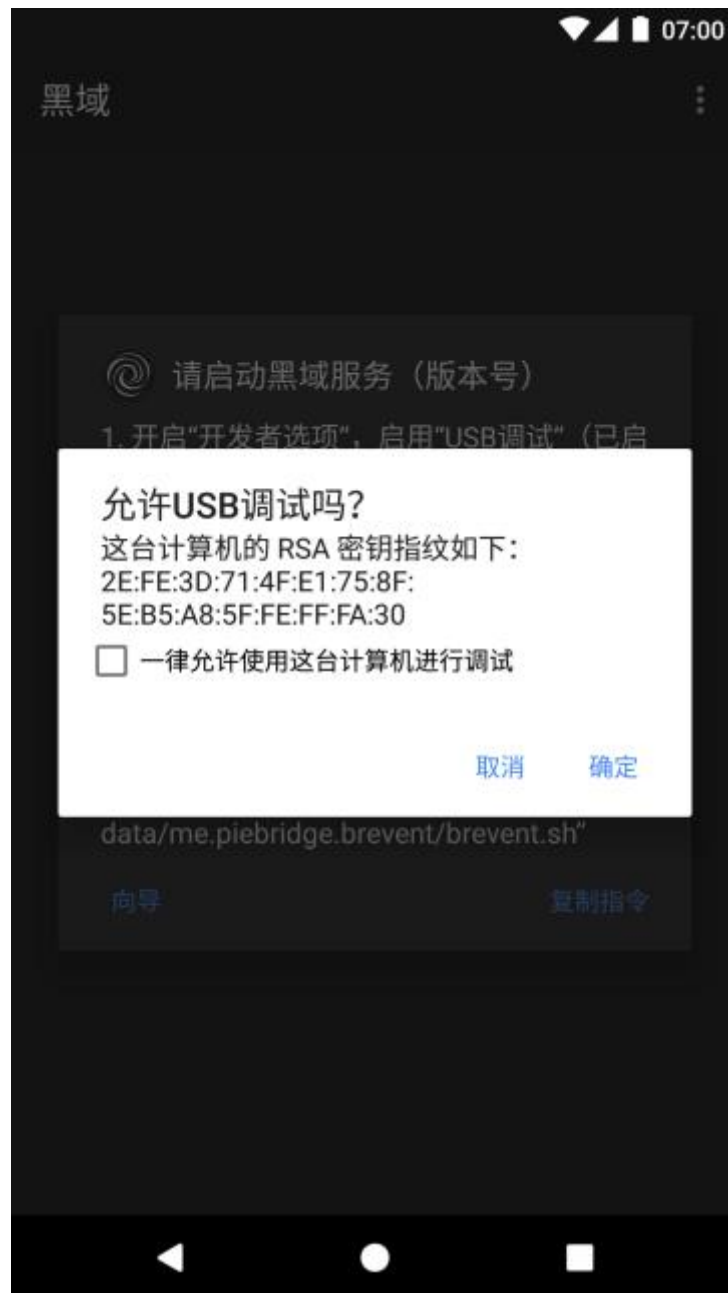 07:00
黑域
请启动黑域服务（版本号）
1. 开启“开发者选项”，启用“USB调试”（已启
允许USB调试吗？
这台计算机的 RSA 密钥指纹如下：
2E:FE:3D:71:4F:E1:75:8F:
5E:B5:A8:5F:FE:FF:FA:30
一律允许使用这台计算机进行调试
取消 确定
data/me.piebridge.brevent/brevent.sh”
向导 复制指令